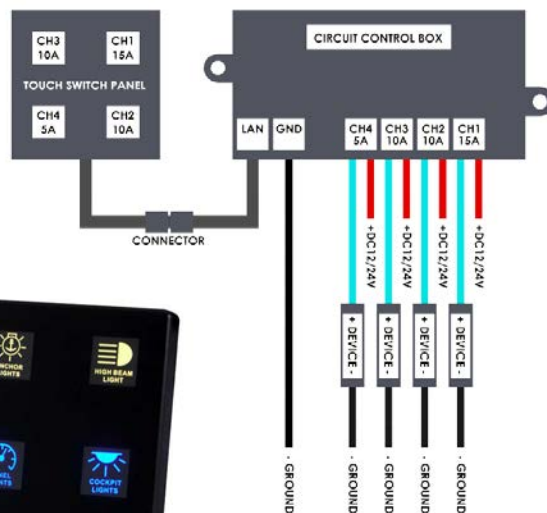 CH3
10A
CH1
15A
TOUCH SWITCH PANEL
CH4
5A
CH2
10A
CONNECTOR
CIRCUIT CONTROL BOX
LAN
GND
CH4
5A
CH3
10A
CH2
10A
CH1
15A
+DC12/24V
+DC12/24V
+DC12/24V
+DC12/24V
+ DEVICE -
+ DEVICE -
+ DEVICE -
+ DEVICE -
- GROUND
- GROUND
- GROUND
- GROUND
- GROUND
LIGHTS
HIGH BEAM
LIGHT
COCKPIT
LIGHTS